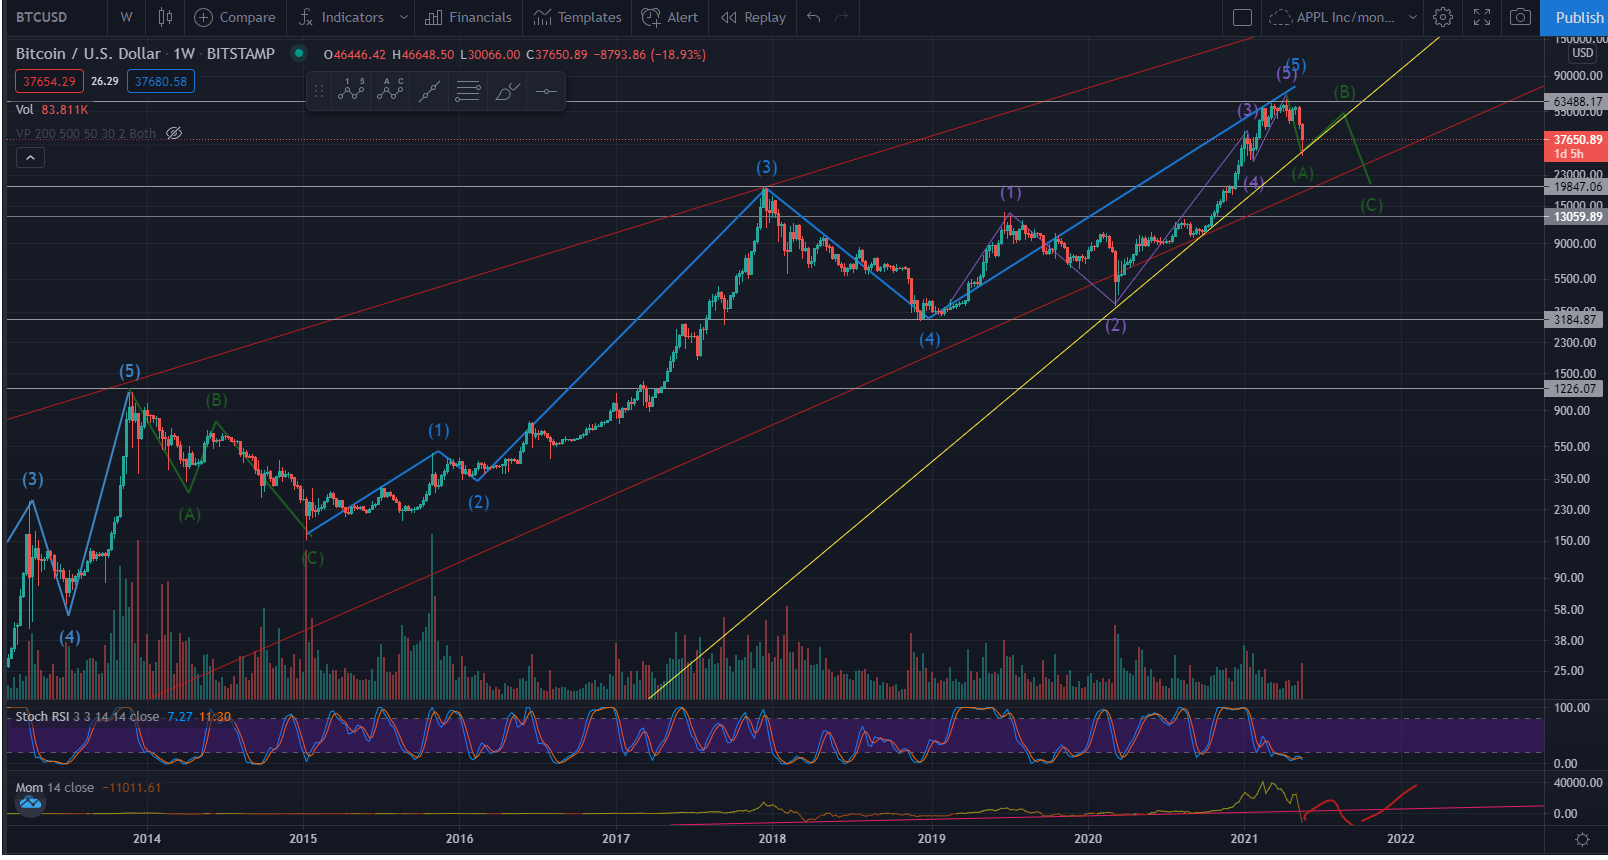 BTCUSD W Compare Indicators Financials Templates Alert Replay APPL Inc/mon... Publish
Bitcoin / U.S. Dollar · 1W · BITSTAMP O46446.42 H46648.50 L30066.00 C37650.89 −8793.86 (−18.93%)
37654.29 26.29 37680.58
Vol 83.811K
VP 200 500 50 30 2 Both
1 5
A C
150000.00
USD
90000.00
63488.17
37650.89
1d 5h
23000.00
19847.06
15000.00
13059.89
9000.00
5500.00
3184.87
2300.00
1500.00
1226.07
900.00
550.00
350.00
230.00
150.00
90.00
58.00
38.00
25.00
(3)
(4)
(5)
(A)
(B)
(C)
(1)
(2)
(3)
(4)
(1)
(2)
(3)
(4)
(5)
(5)
(A)
(B)
(C)
Stoch RSI 3 3 14 14 close 7.27 11.30
100.00
0.00
Mom 14 close −11011.61
40000.00
0.00
2014 2015 2016 2017 2018 2019 2020 2021 2022